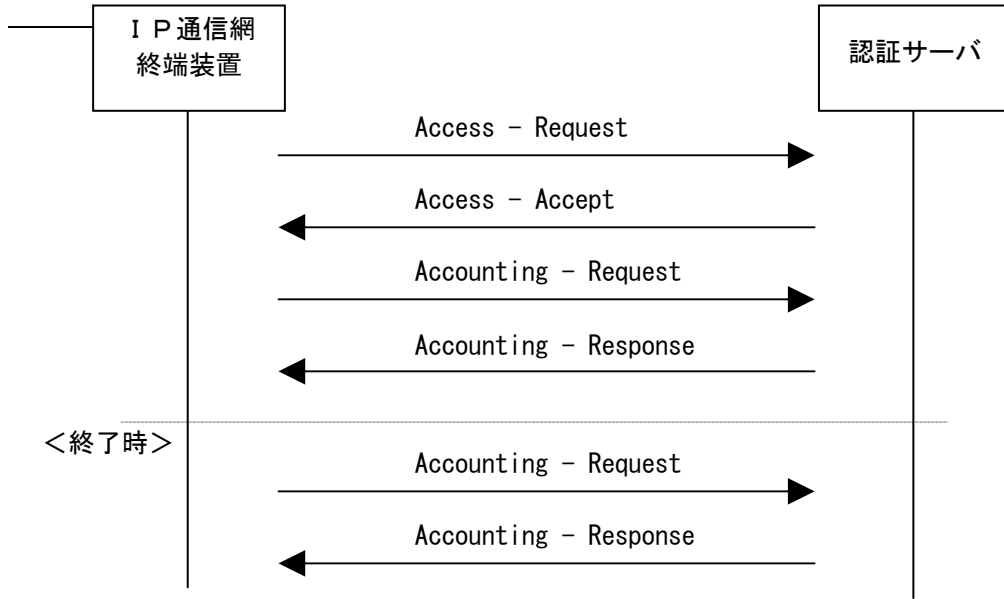 ＩＰ通信網
終端装置
認証サーバ
Access - Request
Access - Accept
Accounting - Request
Accounting - Response
＜終了時＞
Accounting - Request
Accounting - Response